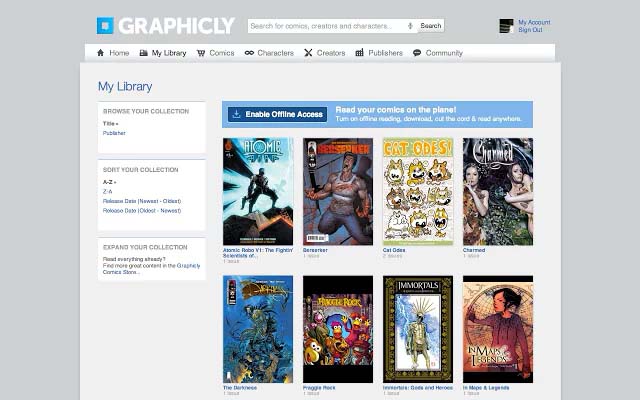 GRAPHICLY
Search for comics, creators and characters...
Search
My Account
Sign Out
Home
My Library
Comics
Characters
Creators
Publishers
Community
My Library
BROWSE YOUR COLLECTION
Title
Publisher
SORT YOUR COLLECTION
A-Z
Z-A
Release Date (Newest - Oldest)
Release Date (Oldest - Newest)
EXPAND YOUR COLLECTION
Read everything already?
Find more great content in the Graphicly
Comics Store...
Enable Offline Access
Read your comics on the plane!
Turn on offline reading, download, cut the cord & read anywhere.
ATOMIC
ROBO
BERSERKER
CAT ODES!
Charmed
Atomic Robo V1: The Fightin'
Scientists of...
1 issue
Berserker
1 issue
Cat Odes
2 issues
Charmed
1 issue
Darkness
FRAGGLE ROCK
IMMORTALS
IN MAPS &
LEGENDS
The Darkness
1 issue
Fraggle Rock
1 issue
Immortals: Gods and Heroes
1 issue
In Maps & Legends
1 issue